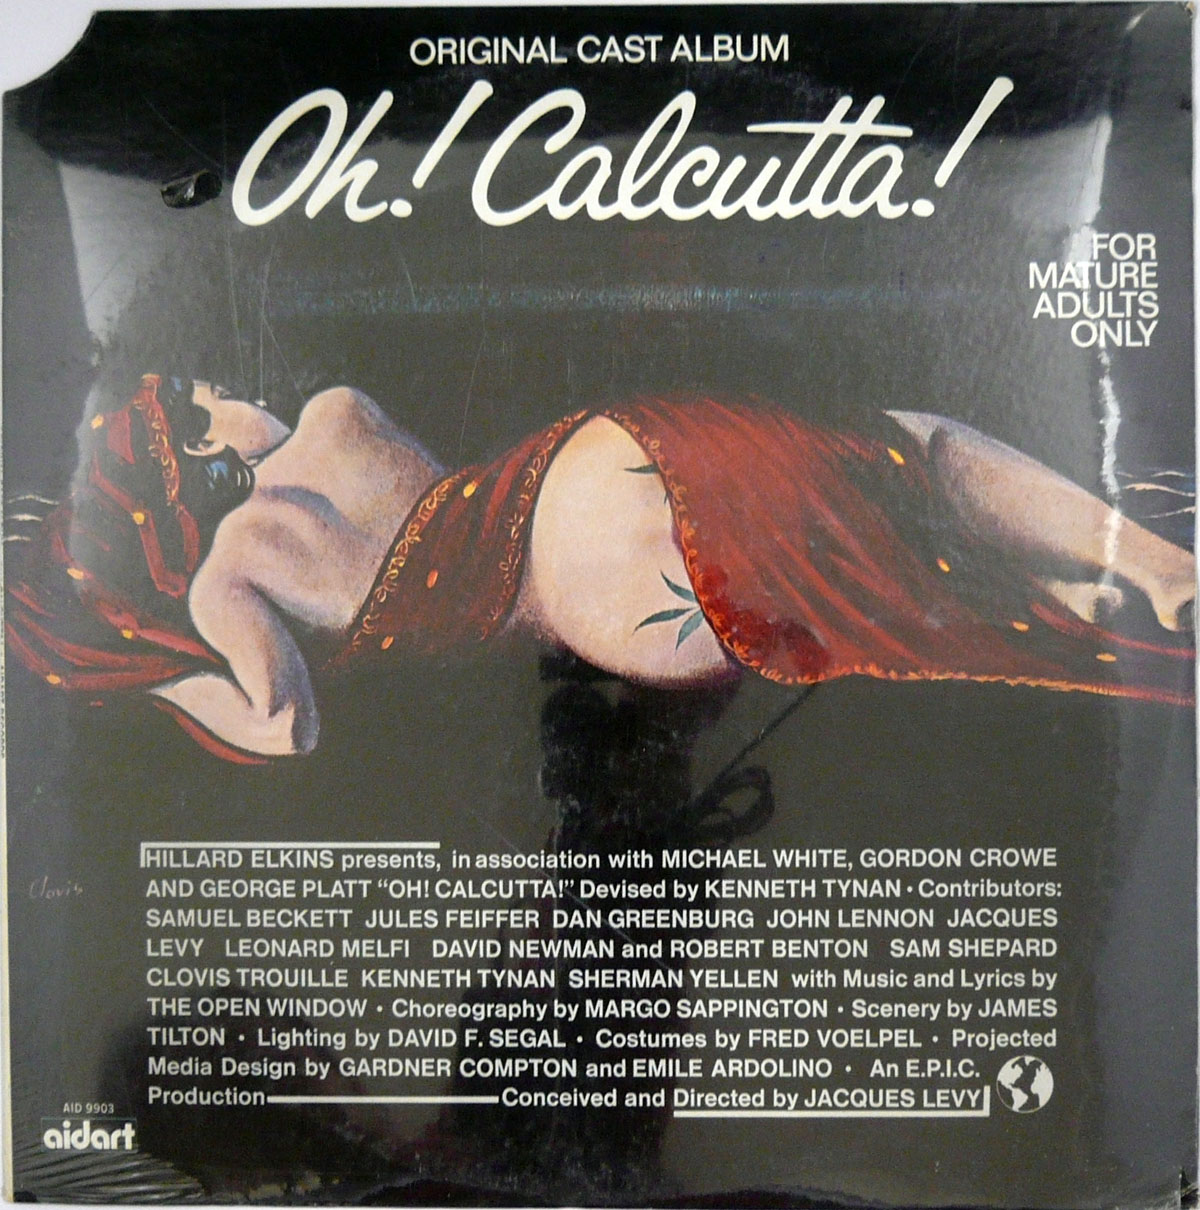 ORIGINAL CAST ALBUM
Oh! Calcutta!
FOR
MATURE
ADULTS
ONLY
HILLARD ELKINS presents, in association with MICHAEL WHITE, GORDON CROWE
AND GEORGE PLATT "OH! CALCUTTA!" Devised by KENNETH TYNAN • Contributors:
SAMUEL BECKETT JULES FEIFFER DAN GREENBURG JOHN LENNON JACQUES
LEVY LEONARD MELFI DAVID NEWMAN and ROBERT BENTON SAM SHEPARD
CLOVIS TROUILLE KENNETH TYNAN SHERMAN YELLEN with Music and Lyrics by
THE OPEN WINDOW • Choreography by MARGO SAPPINGTON • Scenery by JAMES
TILTON • Lighting by DAVID F. SEGAL • Costumes by FRED VOELPEL • Projected
Media Design by GARDNER COMPTON and EMILE ARDOLINO • An E.P.I.C.
Production Conceived and Directed by JACQUES LEVY
Clovis
AID 9903
aidart